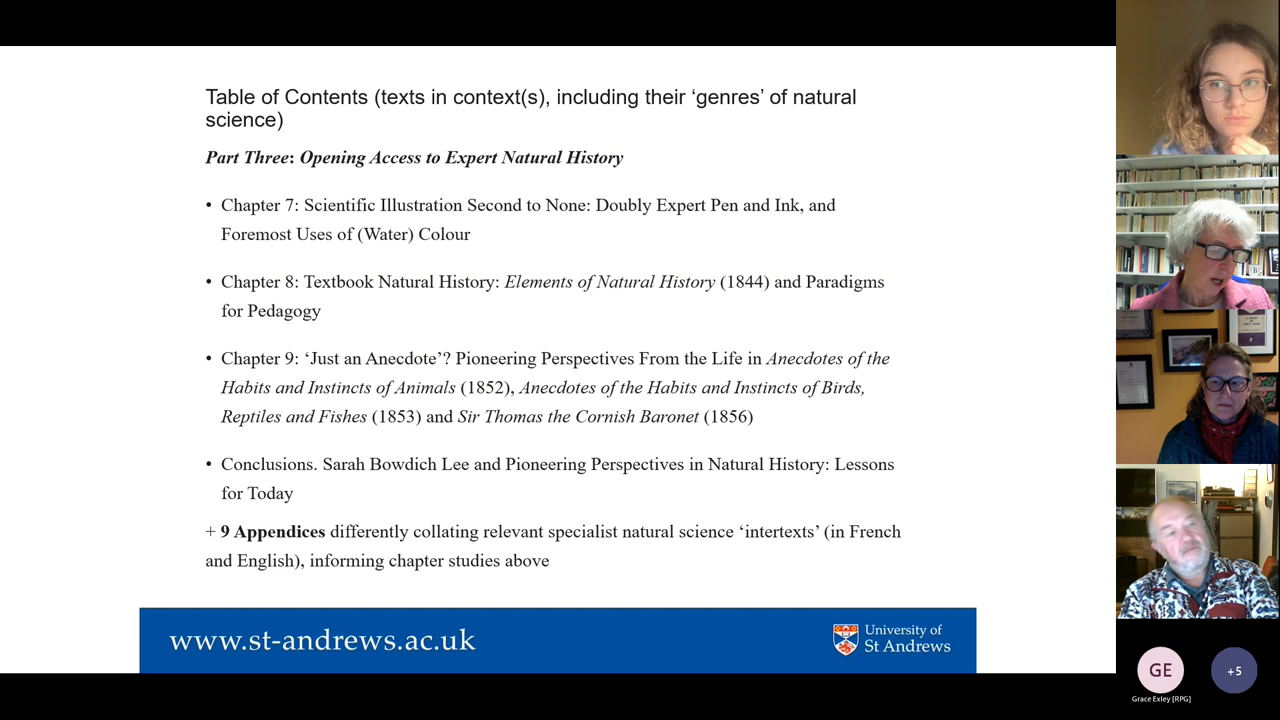 Table of Contents (texts in context(s), including their ‘genres’ of natural
science)
Part Three: Opening Access to Expert Natural History
• Chapter 7: Scientific Illustration Second to None: Doubly Expert Pen and Ink, and
Foremost Uses of (Water) Colour
• Chapter 8: Textbook Natural History: Elements of Natural History (1844) and Paradigms
for Pedagogy
• Chapter 9: ‘Just an Anecdote’? Pioneering Perspectives From the Life in Anecdotes of the
Habits and Instincts of Animals (1852), Anecdotes of the Habits and Instincts of Birds,
Reptiles and Fishes (1853) and Sir Thomas the Cornish Baronet (1856)
• Conclusions. Sarah Bowdich Lee and Pioneering Perspectives in Natural History: Lessons
for Today
+ 9 Appendices differently collating relevant specialist natural science ‘intertexts’ (in French
and English), informing chapter studies above
www.st-andrews.ac.uk
University of
St Andrews
GE
+5
Grace Exley [RPG]